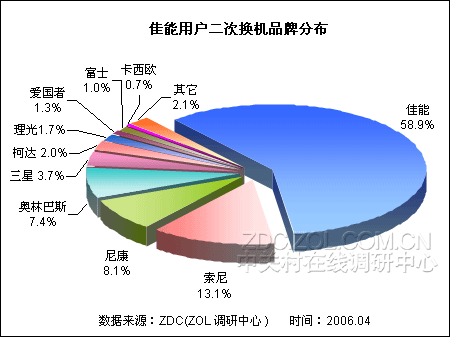 佳能用户二次换机品牌分布
卡西欧
0.7%
富士
1.0%
其它
2.1%
爱国者
1.3%
佳能
58.9%
理光1.7%
柯达 2.0%
三星 3.7%
奥林巴斯
7.4%
尼康
8.1%
索尼
13.1%
ZDC.ZOL.COM.CN
中关村在线调研中心
数据来源：ZDC(ZOL 调研中心） 时间：2006.04